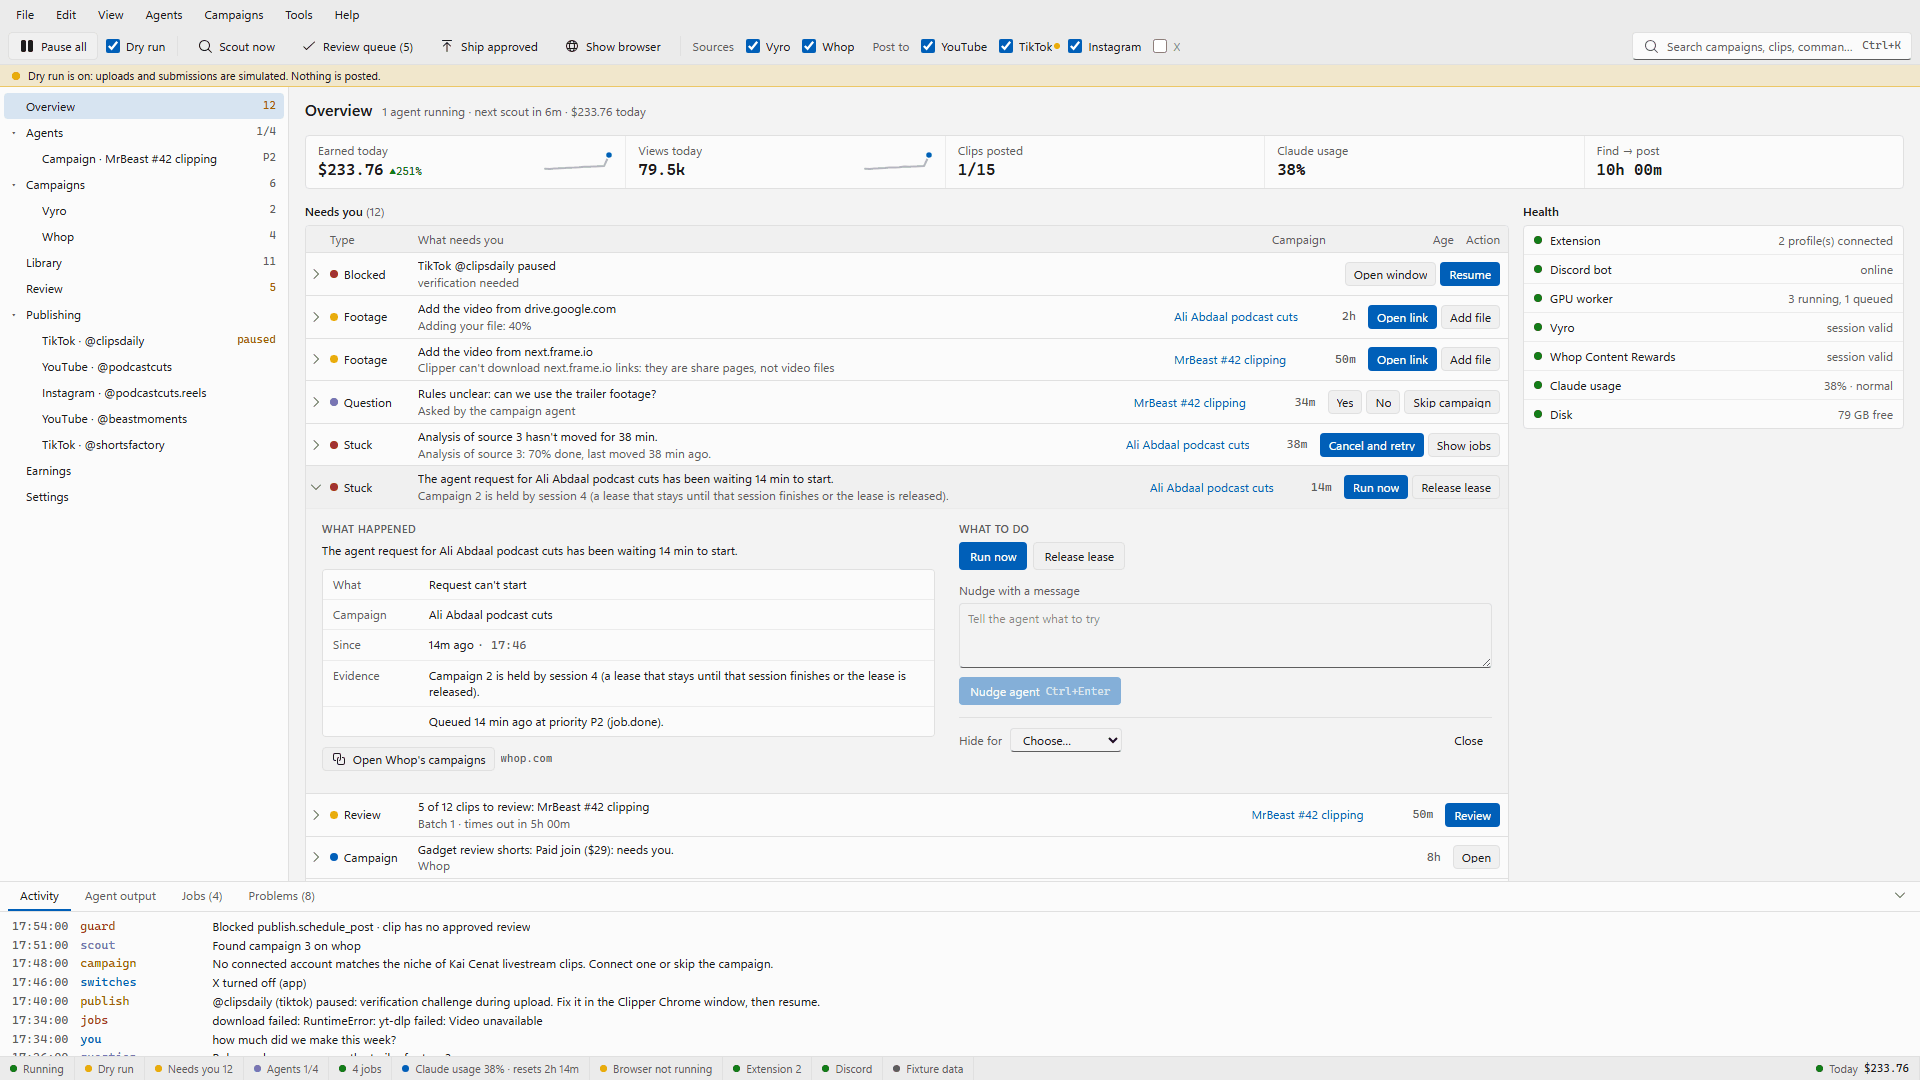 File Edit View Agents Campaigns Tools Help
Pause all Dry run Scout now Review queue (5) Ship approved Show browser Sources Vyro Whop Post to YouTube TikTok Instagram X Search campaigns, clips, comman... Ctrl+K
Dry run is on: uploads and submissions are simulated. Nothing is posted.
Overview 12
Agents 1/4
Campaign · MrBeast #42 clipping P2
Campaigns 6
Vyro 2
Whop 4
Library 11
Review 5
Publishing
TikTok · @clipsdaily paused
YouTube · @podcastcuts
Instagram · @podcastcuts.reels
YouTube · @beastmoments
TikTok · @shortsfactory
Earnings
Settings
Overview 1 agent running · next scout in 6m · $233.76 today
Earned today
$233.76 ▲251%
Views today
79.5k
Clips posted
1/15
Claude usage
38%
Find → post
10h 00m
Needs you (12)
Type What needs you Campaign Age Action
Blocked TikTok @clipsdaily paused Open window Resume
verification needed
Footage Add the video from drive.google.com Ali Abdaal podcast cuts 2h Open link Add file
Adding your file: 40%
Footage Add the video from next.frame.io MrBeast #42 clipping 50m Open link Add file
Clipper can't download next.frame.io links: they are share pages, not video files
Question Rules unclear: can we use the trailer footage? MrBeast #42 clipping 34m Yes No Skip campaign
Asked by the campaign agent
Stuck Analysis of source 3 hasn't moved for 38 min. Ali Abdaal podcast cuts 38m Cancel and retry Show jobs
Analysis of source 3: 70% done, last moved 38 min ago.
Stuck The agent request for Ali Abdaal podcast cuts has been waiting 14 min to start. Ali Abdaal podcast cuts 14m Run now Release lease
Campaign 2 is held by session 4 (a lease that stays until that session finishes or the lease is released).
WHAT HAPPENED
The agent request for Ali Abdaal podcast cuts has been waiting 14 min to start.
What Request can't start
Campaign Ali Abdaal podcast cuts
Since 14m ago · 17:46
Evidence Campaign 2 is held by session 4 (a lease that stays until that session finishes or the lease is
released).
Queued 14 min ago at priority P2 (job.done).
Open Whop's campaigns whop.com
WHAT TO DO
Run now Release lease
Nudge with a message
Tell the agent what to try
Nudge agent Ctrl+Enter
Hide for Choose... Close
Review 5 of 12 clips to review: MrBeast #42 clipping MrBeast #42 clipping 50m Review
Batch 1 · times out in 5h 00m
Campaign Gadget review shorts: Paid join ($29): needs you. 8h Open
Whop
Health
Extension 2 profile(s) connected
Discord bot online
GPU worker 3 running, 1 queued
Vyro session valid
Whop Content Rewards session valid
Claude usage 38% · normal
Disk 79 GB free
Activity Agent output Jobs (4) Problems (8)
17:54:00 guard Blocked publish.schedule_post · clip has no approved review
17:51:00 scout Found campaign 3 on whop
17:48:00 campaign No connected account matches the niche of Kai Cenat livestream clips. Connect one or skip the campaign.
17:46:00 switches X turned off (app)
17:40:00 publish @clipsdaily (tiktok) paused: verification challenge during upload. Fix it in the Clipper Chrome window, then resume.
17:34:00 jobs download failed: RuntimeError: yt-dlp failed: Video unavailable
17:34:00 you how much did we make this week?
Running Dry run Needs you 12 Agents 1/4 4 jobs Claude usage 38% · resets 2h 14m Browser not running Extension 2 Discord Fixture data Today $233.76